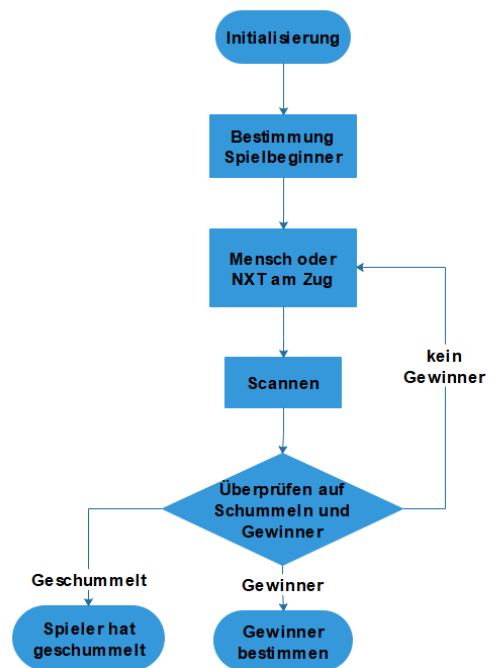 Initialisierung
Bestimmung
Spielbeginner
Mensch oder
NXT am Zug
kein
Gewinner
Scannen
Überprüfen auf
Schummeln und
Gewinner
Geschummelt
Gewinner
Spieler hat
geschummelt
Gewinner
bestimmen